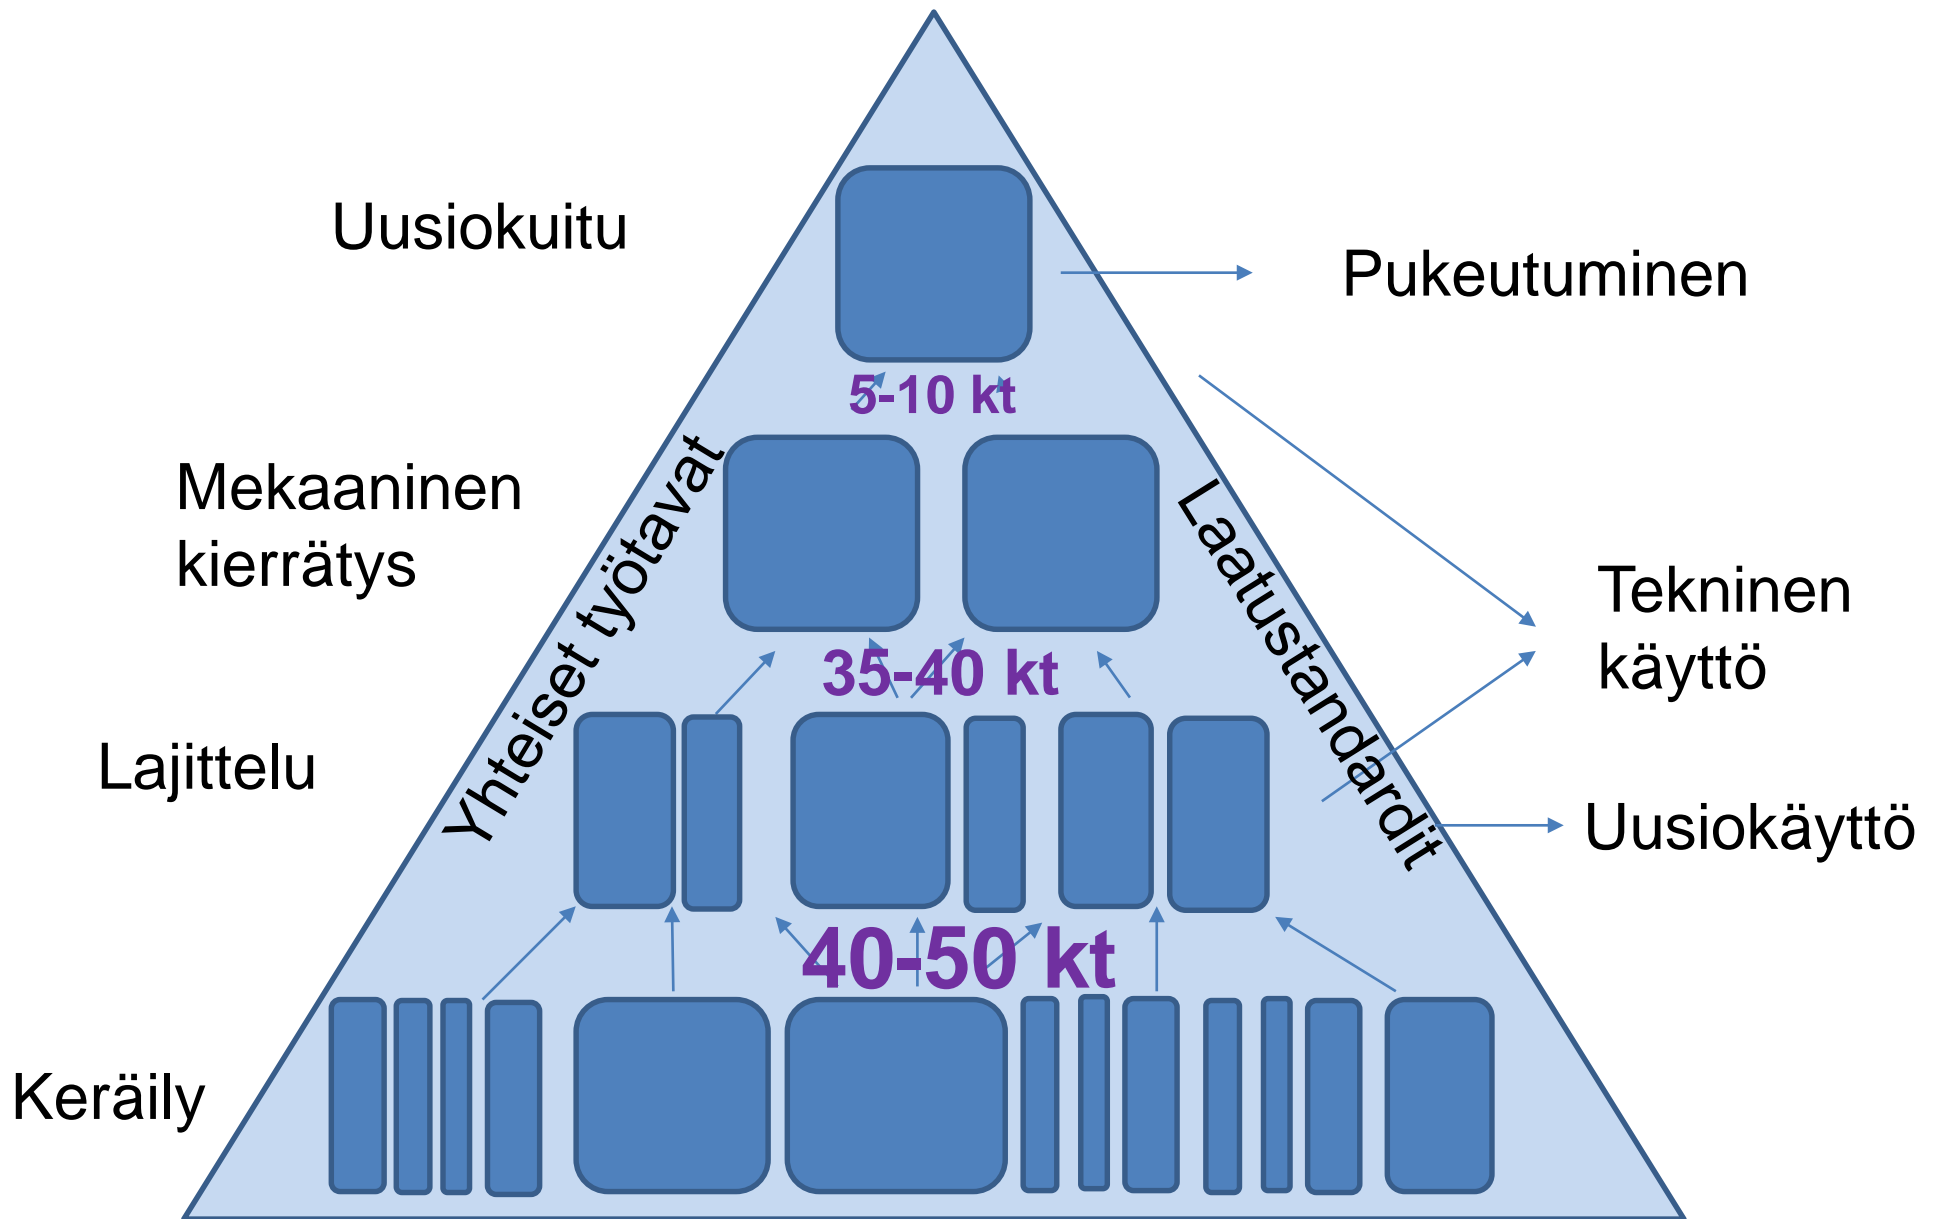 Uusiokuitu
Pukeutuminen
5-10 kt
Mekaaninen
kierrätys
Yhteiset työtavat
Laatustandardit
Tekninen
käyttö
35-40 kt
Lajittelu
Uusiokäyttö
40-50 kt
Keräily